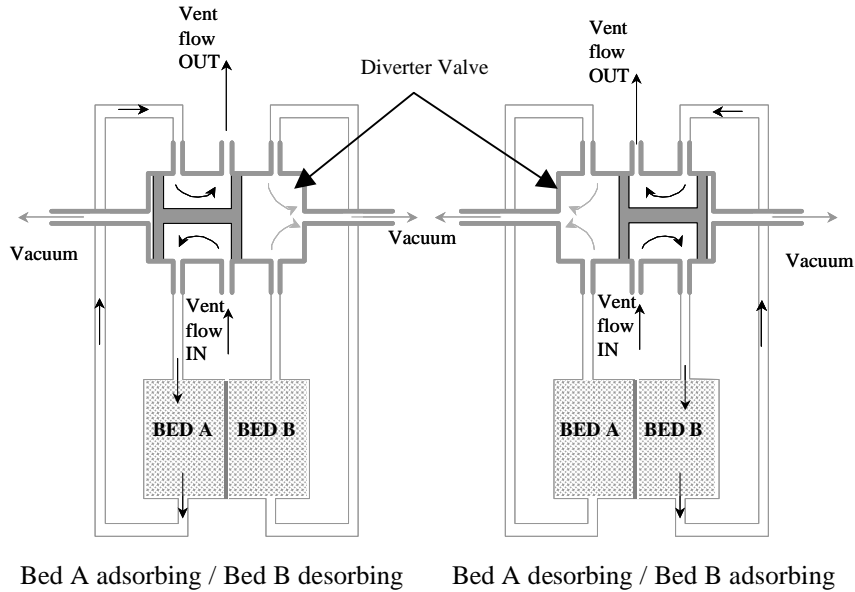 Vent
flow
OUT
Vent
flow
OUT
Diverter Valve
Vacuum
Vacuum
Vacuum
Vent
flow
IN
Vent
flow
IN
BED A
BED B
BED A
BED B
Bed A adsorbing / Bed B desorbing
Bed A desorbing / Bed B adsorbing